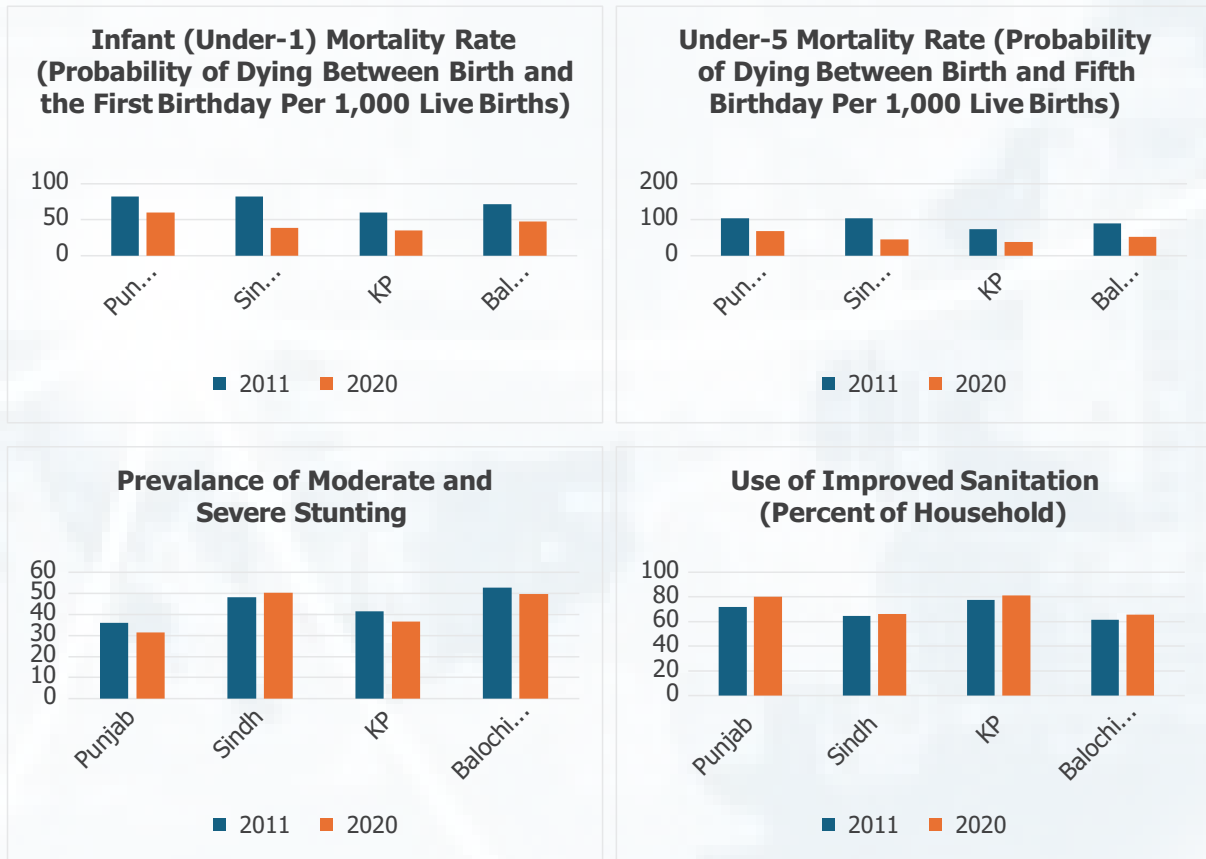 Infant (Under-1) Mortality Rate
(Probability of Dying Between Birth and
the First Birthday Per 1,000 Live Births)
100
50
0
Pun...
Sin...
KP
Bal...
2011 2020
Under-5 Mortality Rate (Probability
of Dying Between Birth and Fifth
Birthday Per 1,000 Live Births)
200
100
0
Pun...
Sin...
KP
Bal...
2011 2020
Prevalance of Moderate and
Severe Stunting
60
50
40
30
20
10
0
Punjab
Sindh
KP
Balochi...
2011 2020
Use of Improved Sanitation
(Percent of Household)
100
80
60
40
20
0
Punjab
Sindh
KP
Balochi...
2011 2020